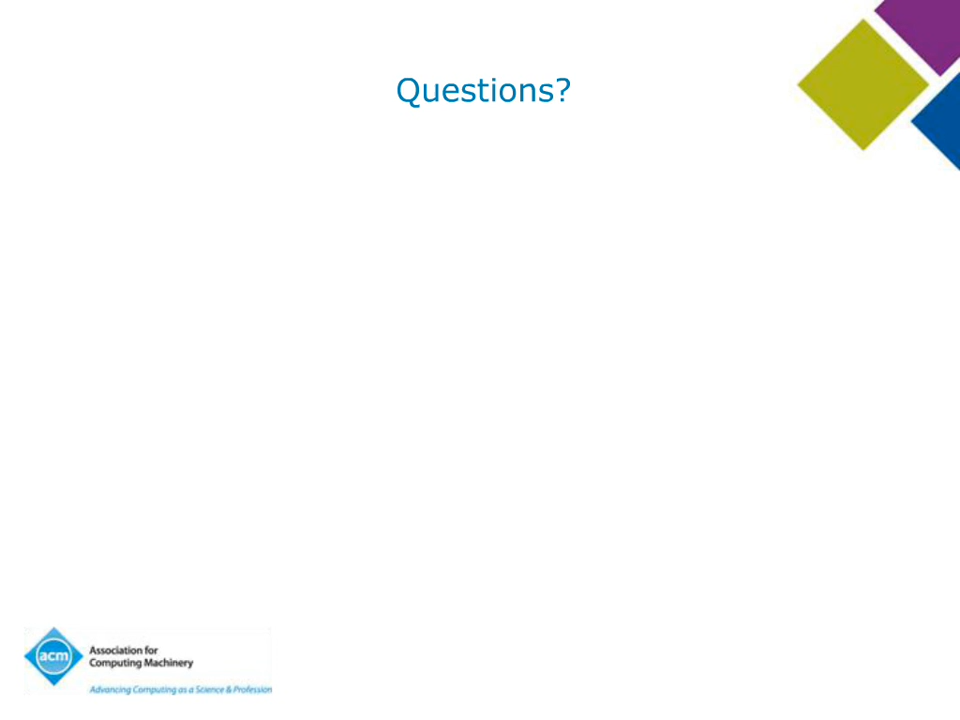 Questions?
acm
Association for
Computing Machinery
Advancing Computing as a Science & Profession